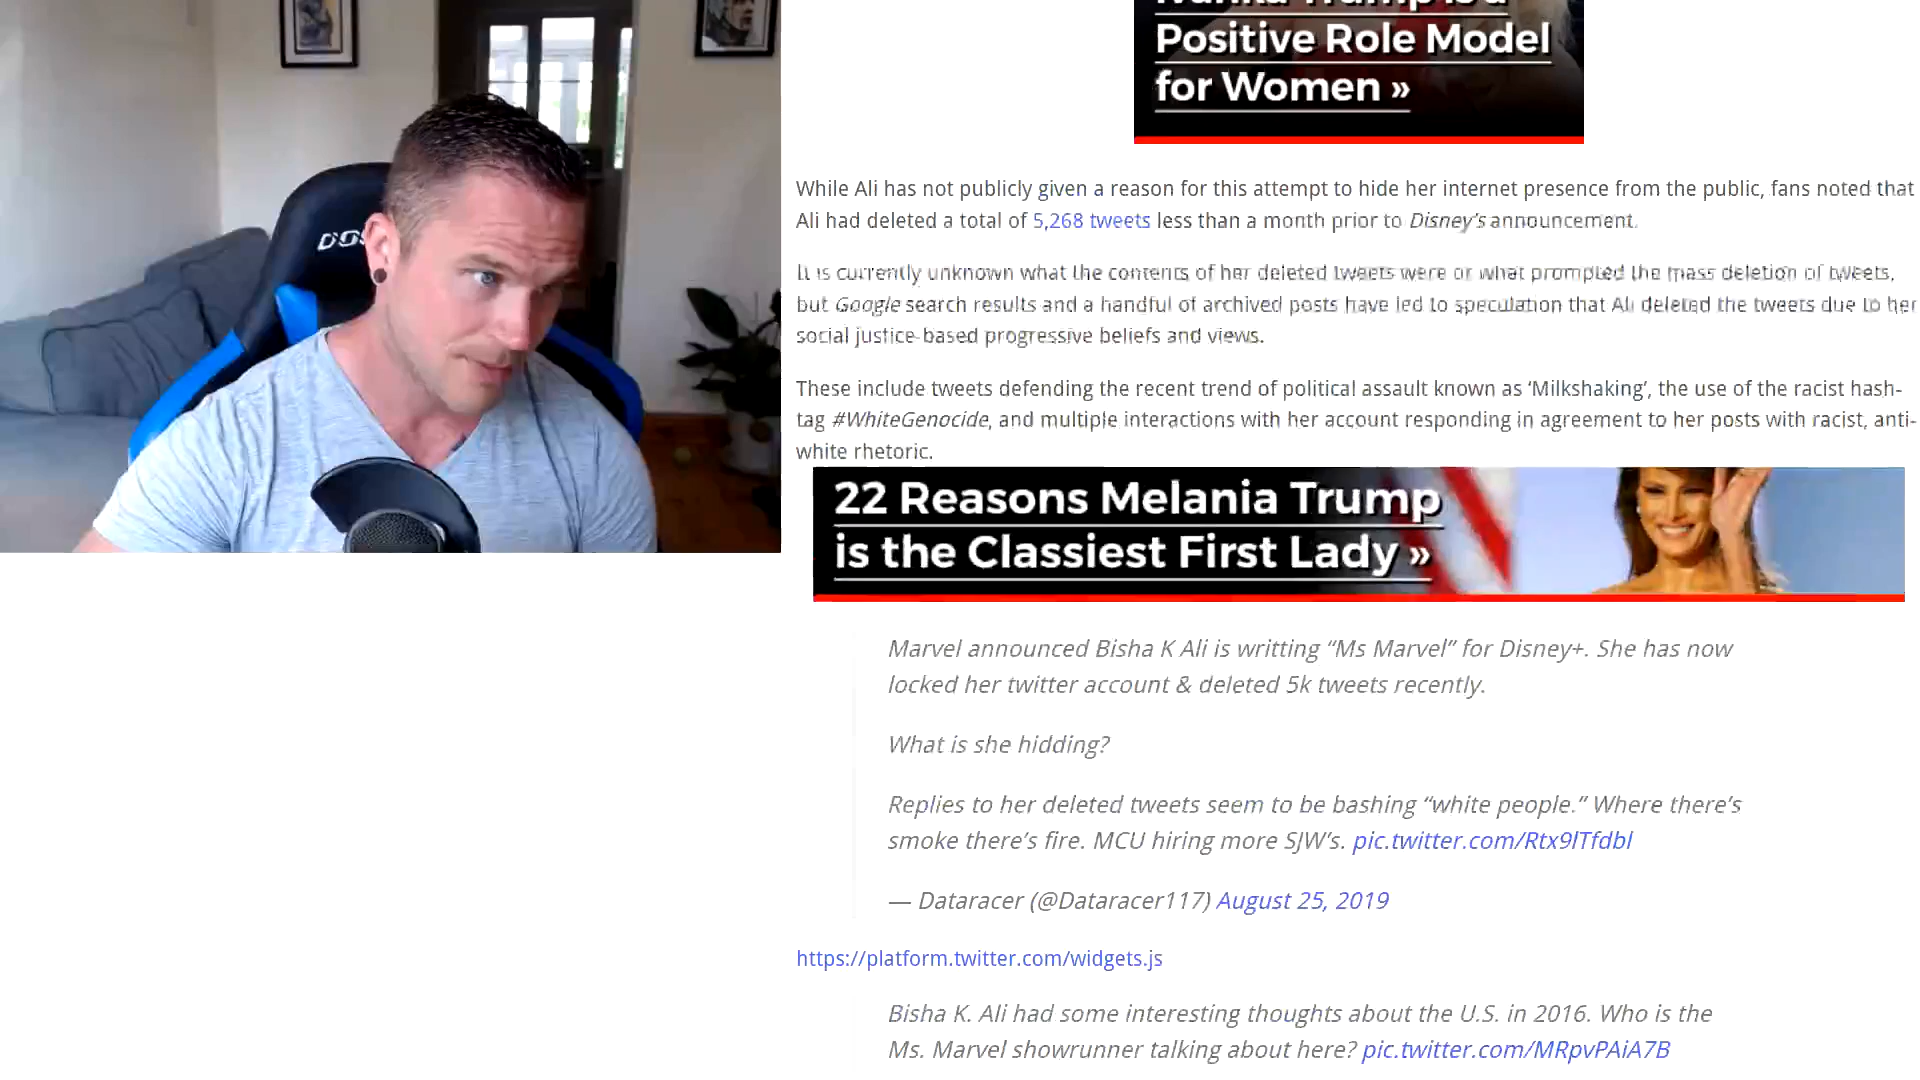 DO
Positive Role Model
for Women »
While Ali has not publicly given a reason for this attempt to hide her internet presence from the public, fans noted that
Ali had deleted a total of 5,268 tweets less than a month prior to Disney's announcement.
It is currently unknown what the contents of her deleted tweets were or what prompted the mass deletion of tweets,
but Google search results and a handful of archived posts have led to speculation that Ali deleted the tweets due to her
social justice-based progressive beliefs and views.
These include tweets defending the recent trend of political assault known as ‘Milkshaking’, the use of the racist hash-
tag #WhiteGenocide, and multiple interactions with her account responding in agreement to her posts with racist, anti-
white rhetoric.
22 Reasons Melania Trump
is the Classiest First Lady »
Marvel announced Bisha K Ali is writting “Ms Marvel” for Disney+. She has now
locked her twitter account & deleted 5k tweets recently.
What is she hidding?
Replies to her deleted tweets seem to be bashing “white people.” Where there’s
smoke there’s fire. MCU hiring more SJW’s. pic.twitter.com/Rtx9lTfdbl
— Dataracer (@Dataracer117) August 25, 2019
https://platform.twitter.com/widgets.js
Bisha K. Ali had some interesting thoughts about the U.S. in 2016. Who is the
Ms. Marvel showrunner talking about here? pic.twitter.com/MRpvPAiA7B